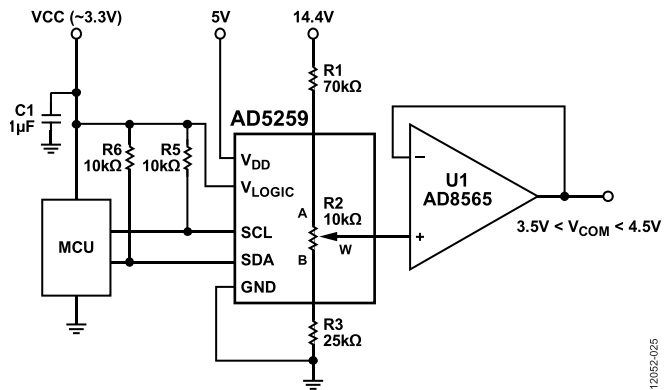 VCC (~3.3V)
5V
14.4V
R1
70kΩ
C1
1µF
AD5259
R6
10kΩ
R5
10kΩ
VDD
VLOGIC
U1
AD8565
A
R2
10kΩ
3.5V < VCOM < 4.5V
MCU
SCL
+
−
W
SDA
B
GND
R3
25kΩ
12052-025